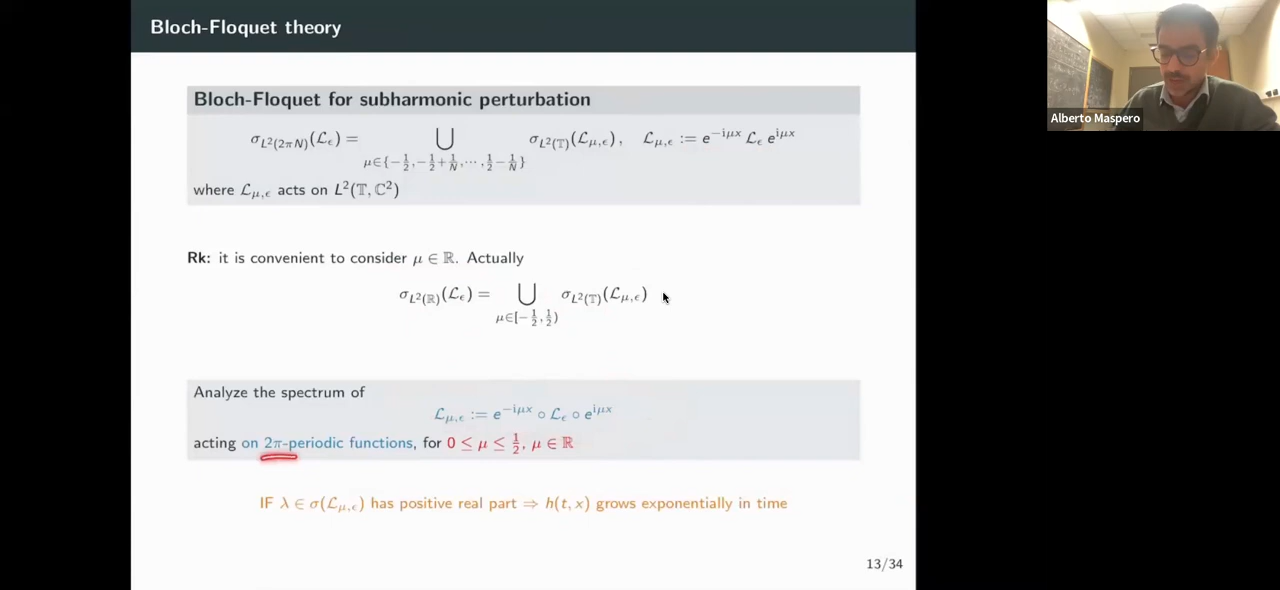 Bloch-Floquet theory
Bloch-Floquet for subharmonic perturbation
σ_{L²(2πN)}(ℒ_ϵ) = ⋃_{μ∈{−1/2,−1/2+1/N,⋯,1/2−1/N}} σ_{L²(𝕋)}(ℒ_{μ,ϵ}), ℒ_{μ,ϵ} := e^{−iμx} ℒ_ϵ e^{iμx}
where ℒ_{μ,ϵ} acts on L²(𝕋, ℂ²)
Rk: it is convenient to consider μ ∈ ℝ. Actually
σ_{L²(ℝ)}(ℒ_ϵ) = ⋃_{μ∈[−1/2,1/2)} σ_{L²(𝕋)}(ℒ_{μ,ϵ})
Analyze the spectrum of
ℒ_{μ,ϵ} := e^{−iμx} ∘ ℒ_ϵ ∘ e^{iμx}
acting on 2π-periodic functions, for 0 ≤ μ ≤ 1/2, μ ∈ ℝ
IF λ ∈ σ(ℒ_{μ,ϵ}) has positive real part ⇒ h(t, x) grows exponentially in time
13/34
Alberto Maspero